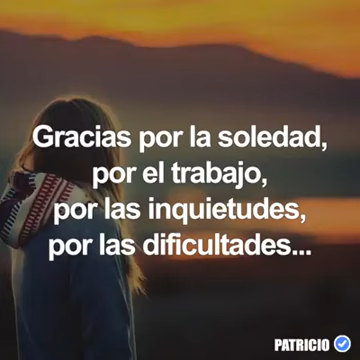 Gracias por la soledad,
por el trabajo,
por las inquietudes,
por las dificultades...
PATRICIO